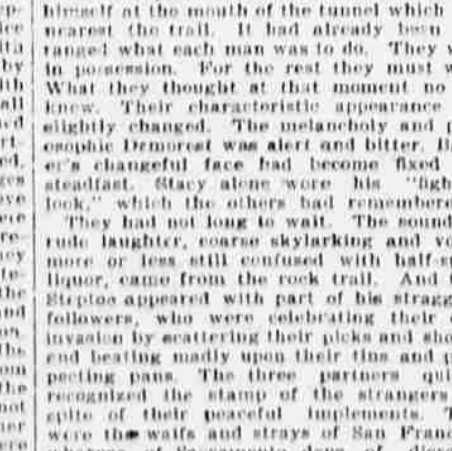 himself at the mouth of the tunnel which
nearest the trail. It had already been
ranged what each man was to do. They w
in possession. For the rest they must w
What they thought at that moment no
knew. Their characteristic appearance
slightly changed. The melancholy and p
osophic Demorest was alert and bitter. Ba
er's changeful face had become fixed
steadfast. Stacy alone wore his "figh
look," which the others had remembere
They had not long to wait. The sound
rude laughter, coarse skylarking and vo
more or less still confused with half-s
liquor, came from the rock trail. And t
Steptoe appeared with part of his stragg
followers, who were celebrating their e
invasion by scattering their picks and sho
end beating madly upon their tins and p
pecting pans. The three partners qui
recognized the stamp of the strangers
spite of their peaceful implements. T
were the waifs and strays of San Franc